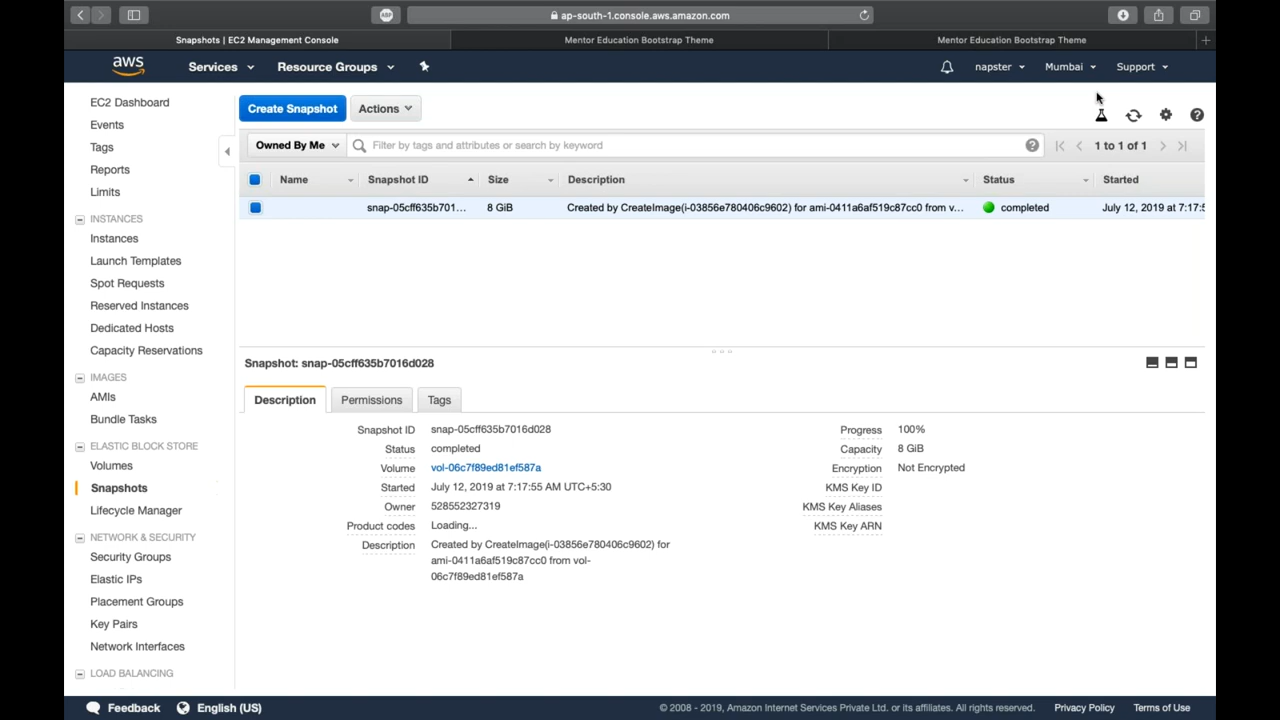 ABP
ap-south-1.console.aws.amazon.com
Snapshots | EC2 Management Console
Mentor Education Bootstrap Theme
Mentor Education Bootstrap Theme
aws
Services
Resource Groups
napster
Mumbai
Support
EC2 Dashboard
Events
Tags
Reports
Limits
INSTANCES
Instances
Launch Templates
Spot Requests
Reserved Instances
Dedicated Hosts
Capacity Reservations
IMAGES
AMIs
Bundle Tasks
ELASTIC BLOCK STORE
Volumes
Snapshots
Lifecycle Manager
NETWORK & SECURITY
Security Groups
Elastic IPs
Placement Groups
Key Pairs
Network Interfaces
LOAD BALANCING
Create Snapshot
Actions
Owned By Me
Filter by tags and attributes or search by keyword
1 to 1 of 1
Name Snapshot ID Size Description Status Started
snap-05cff635b701... 8 GiB Created by CreateImage(i-03856e780406c9602) for ami-0411a6af519c87cc0 from v... completed July 12, 2019 at 7:17:5
Snapshot: snap-05cff635b7016d028
Description Permissions Tags
Snapshot ID snap-05cff635b7016d028
Status completed
Volume vol-06c7f89ed81ef587a
Started July 12, 2019 at 7:17:55 AM UTC+5:30
Owner 528552327319
Product codes Loading...
Description Created by CreateImage(i-03856e780406c9602) for
ami-0411a6af519c87cc0 from vol-
06c7f89ed81ef587a
Progress 100%
Capacity 8 GiB
Encryption Not Encrypted
KMS Key ID
KMS Key Aliases
KMS Key ARN
Feedback
English (US)
© 2008 - 2019, Amazon Internet Services Private Ltd. or its affiliates. All rights reserved.
Privacy Policy
Terms of Use